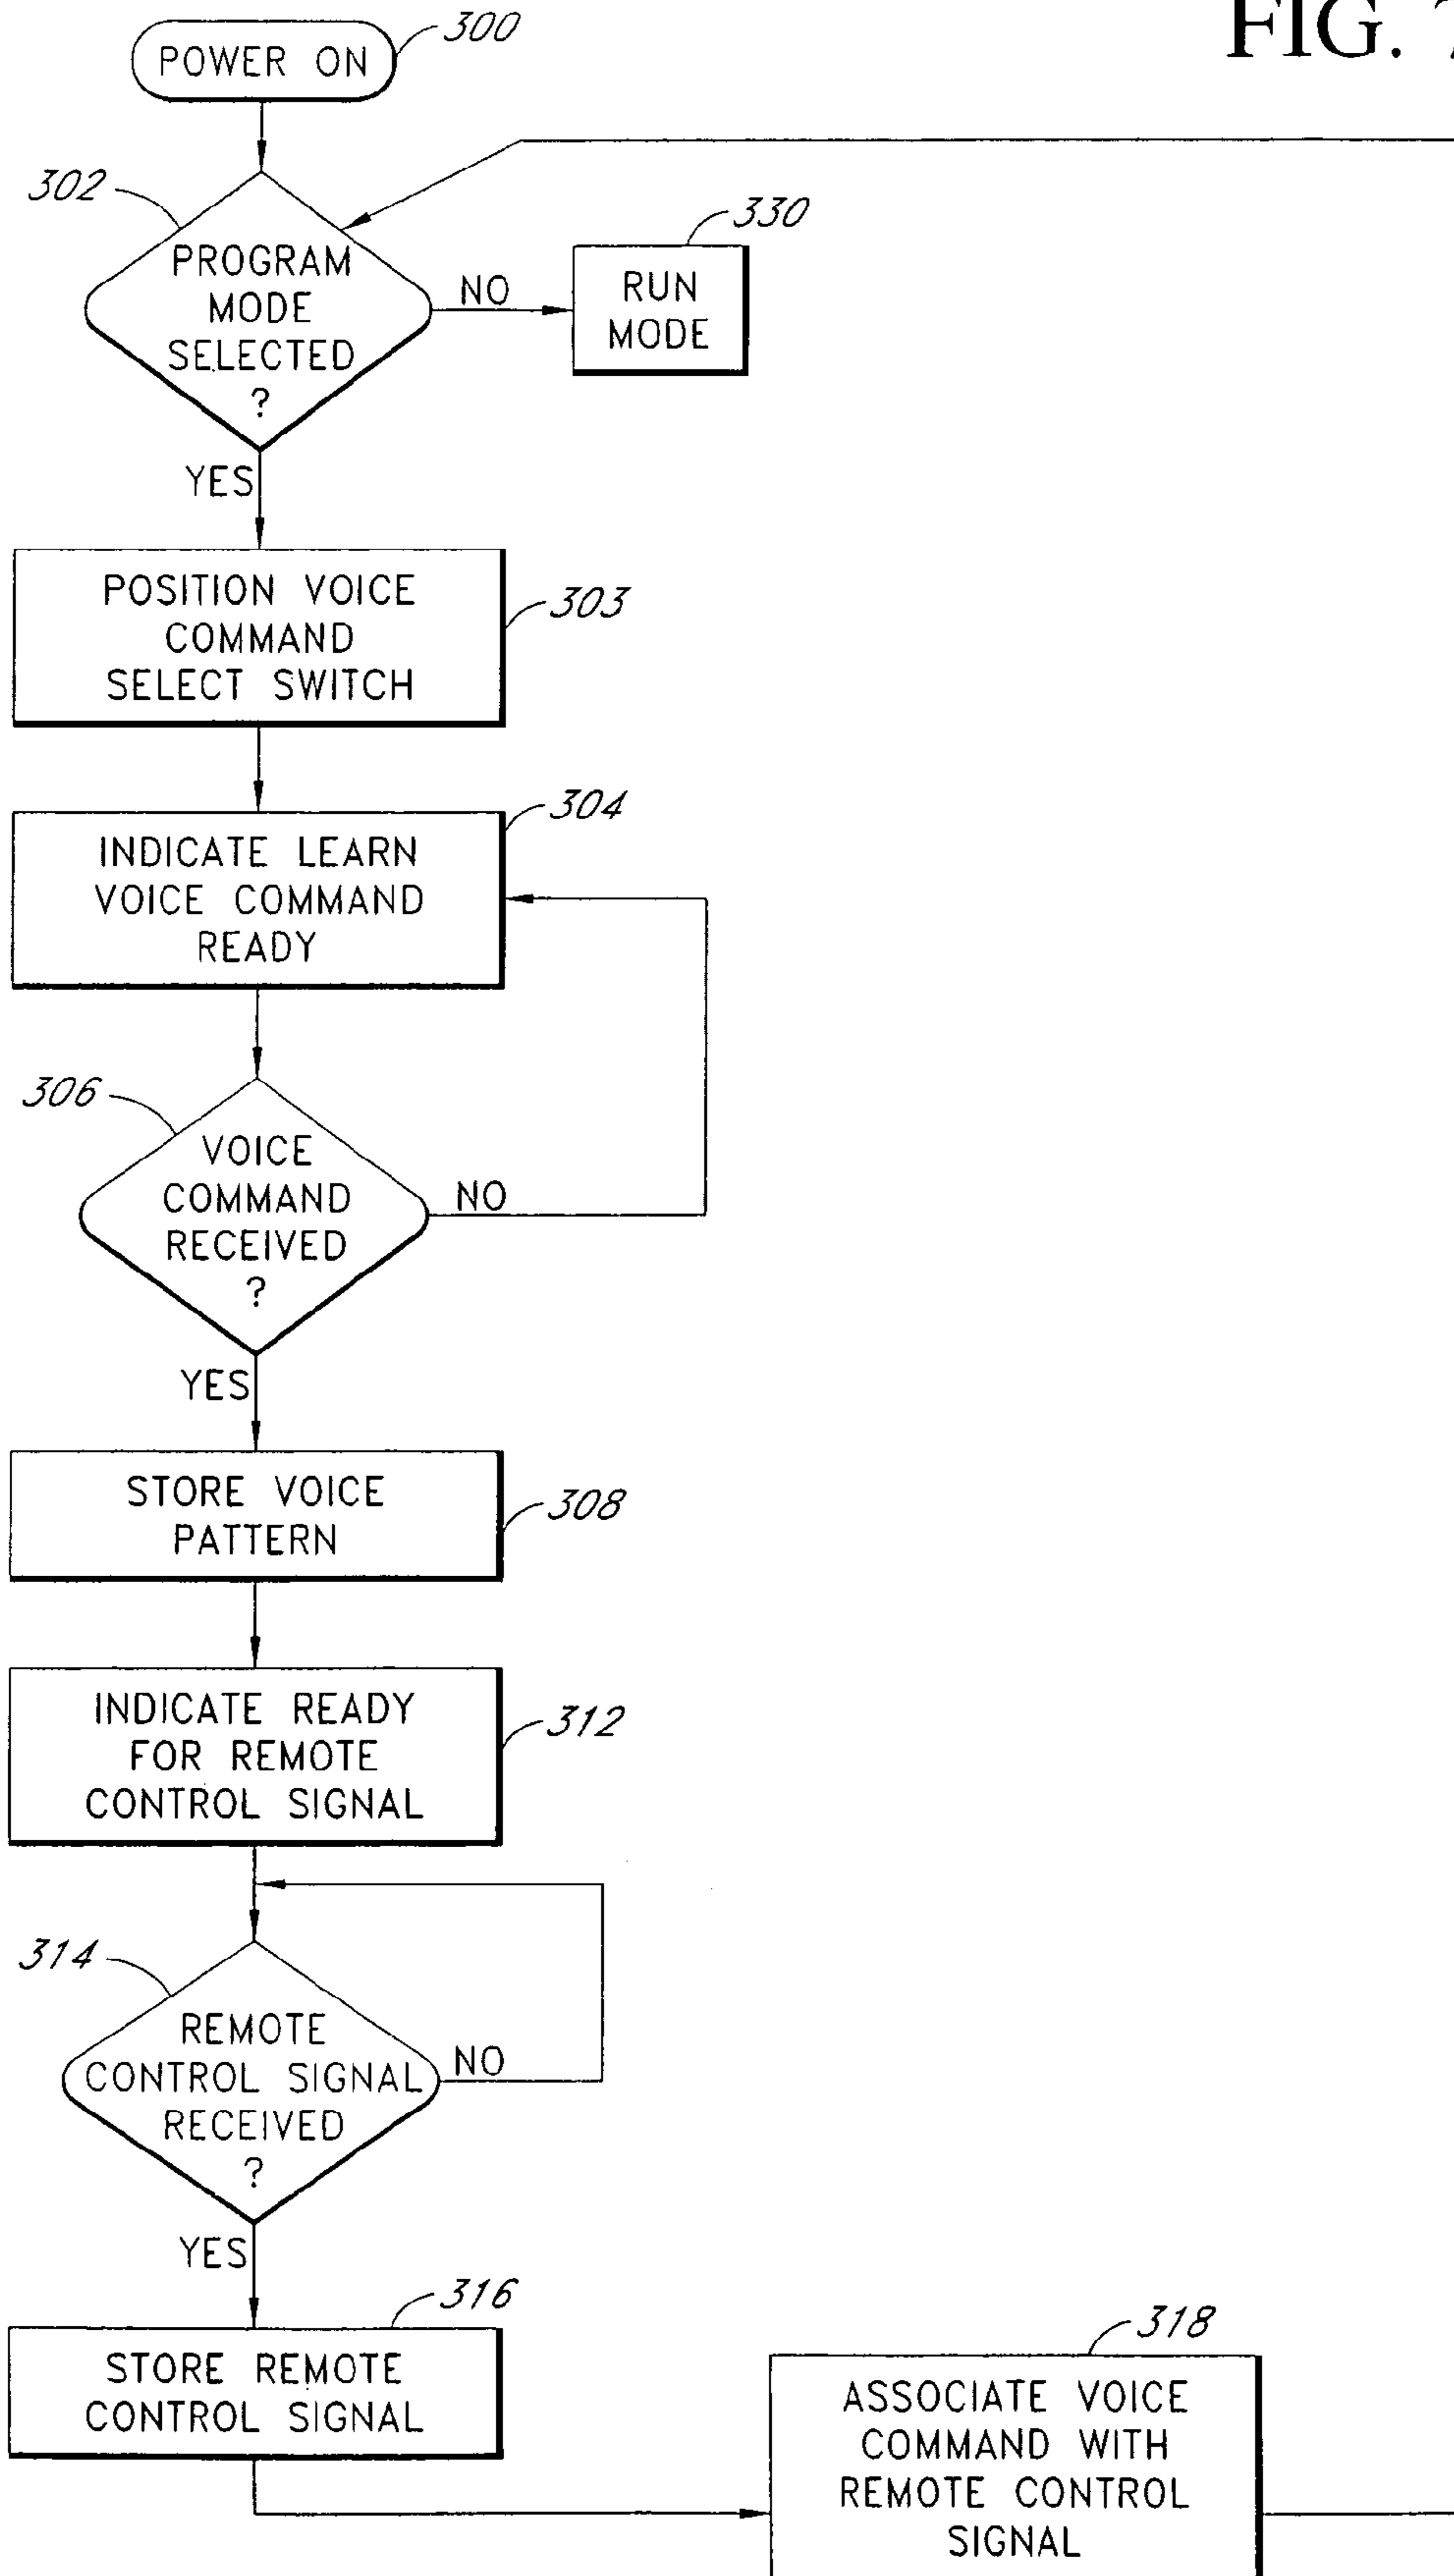 FIG.
POWER ON
300
302
PROGRAM
MODE
SELECTED
?
NO
330
RUN
MODE
YES
POSITION VOICE
COMMAND
SELECT SWITCH
303
304
INDICATE LEARN
VOICE COMMAND
READY
306
VOICE
COMMAND
RECEIVED
?
NO
YES
STORE VOICE
PATTERN
308
INDICATE READY
FOR REMOTE
CONTROL SIGNAL
312
314
REMOTE
CONTROL SIGNAL
RECEIVED
?
NO
YES
316
STORE REMOTE
CONTROL SIGNAL
318
ASSOCIATE VOICE
COMMAND WITH
REMOTE CONTROL
SIGNAL